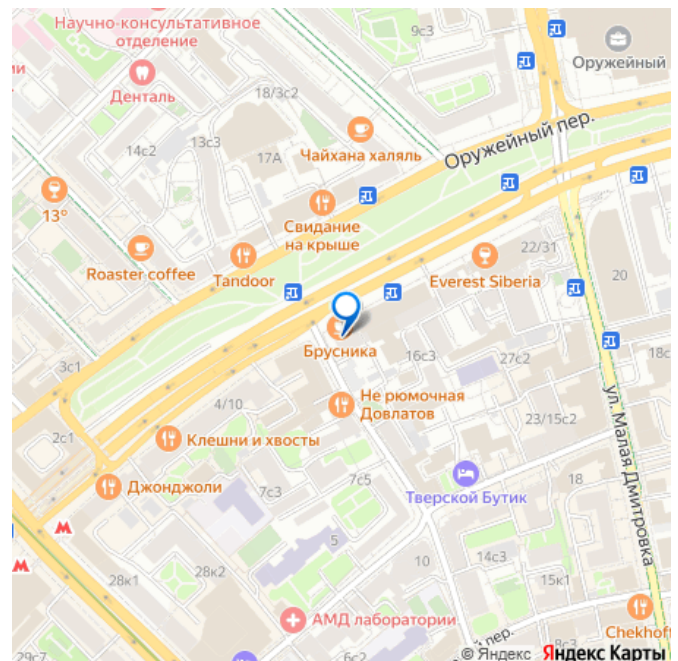 Научно-консультативное
отделение
9с3
Оружейный
ии
Денталь
18/3с2
Оружейный пер.
14с2
13с3
17А
Чайхана халяль
13°
Свидание
на крыше
22/31
Roaster coffee
Tandoor
Everest Siberia
20
Брусника
16с3
27с2
18с
3с1
Не рюмочная
Довлатов
4/10
23/15с2
ул. Малая Дмитровка
2с1
Клешни и хвосты
Джонджоли
7с3
7с5
Тверской Бутик
18
М
М
5
10
14с3
28к1
28к2
15к1
АМД лаборатории
Chekhoff
пер.
29с7
6с2
© Яндекс Яндекс Карты